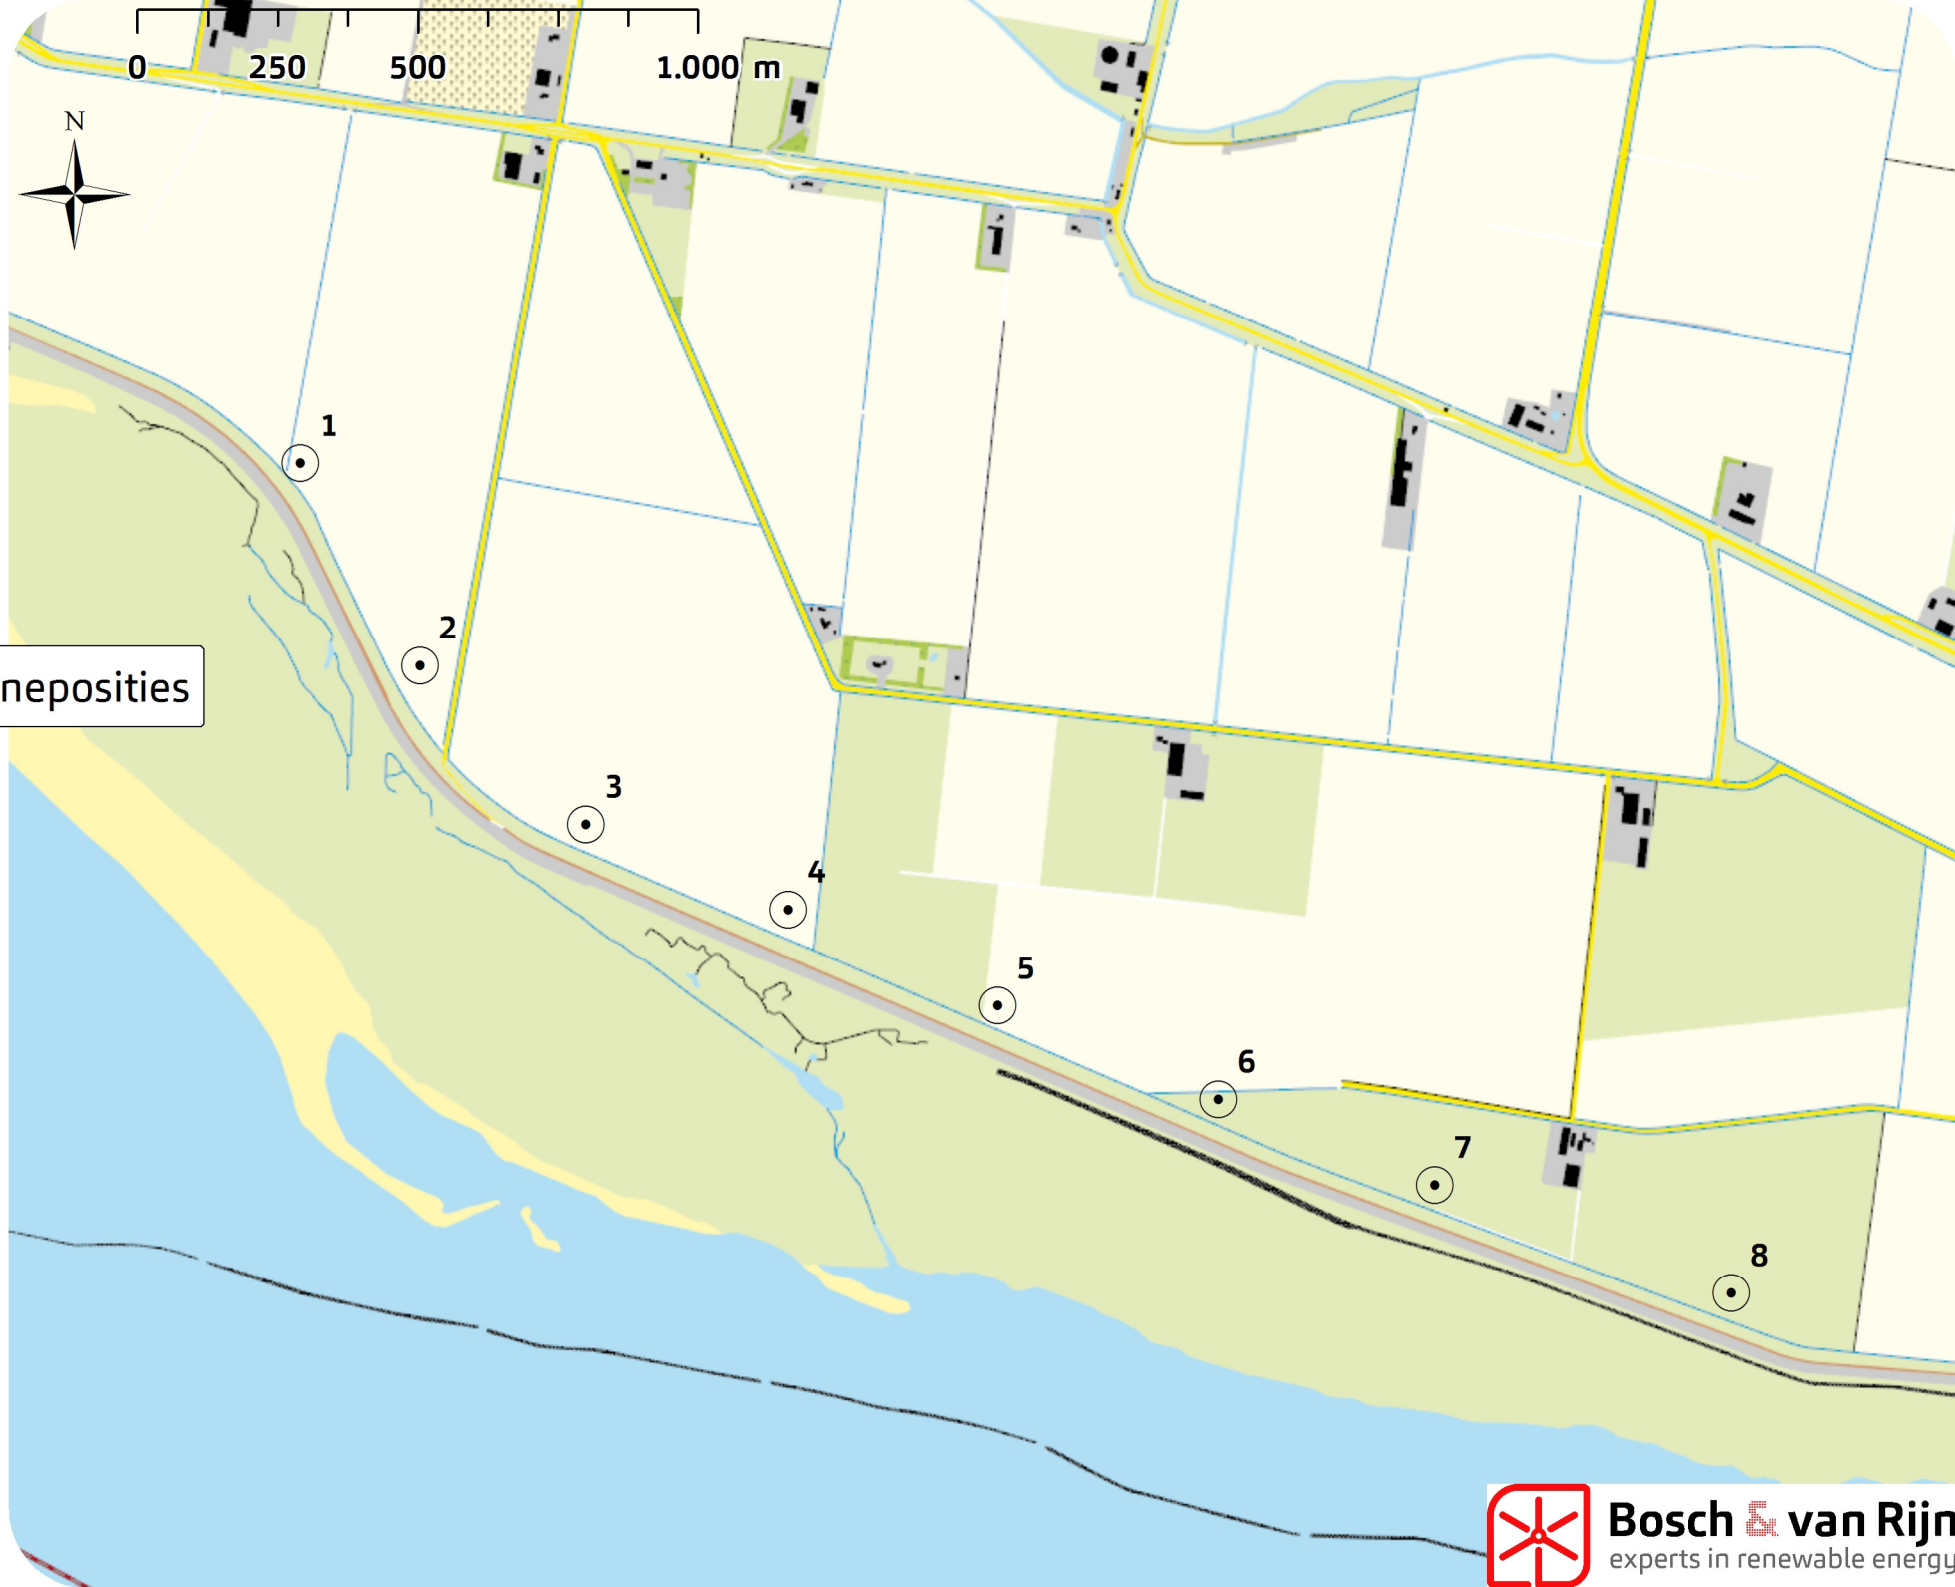 0 250 500 1.000 m
N
1
2
neposities
3
4
5
6
7
8
Bosch & van Rijn
experts in renewable energy